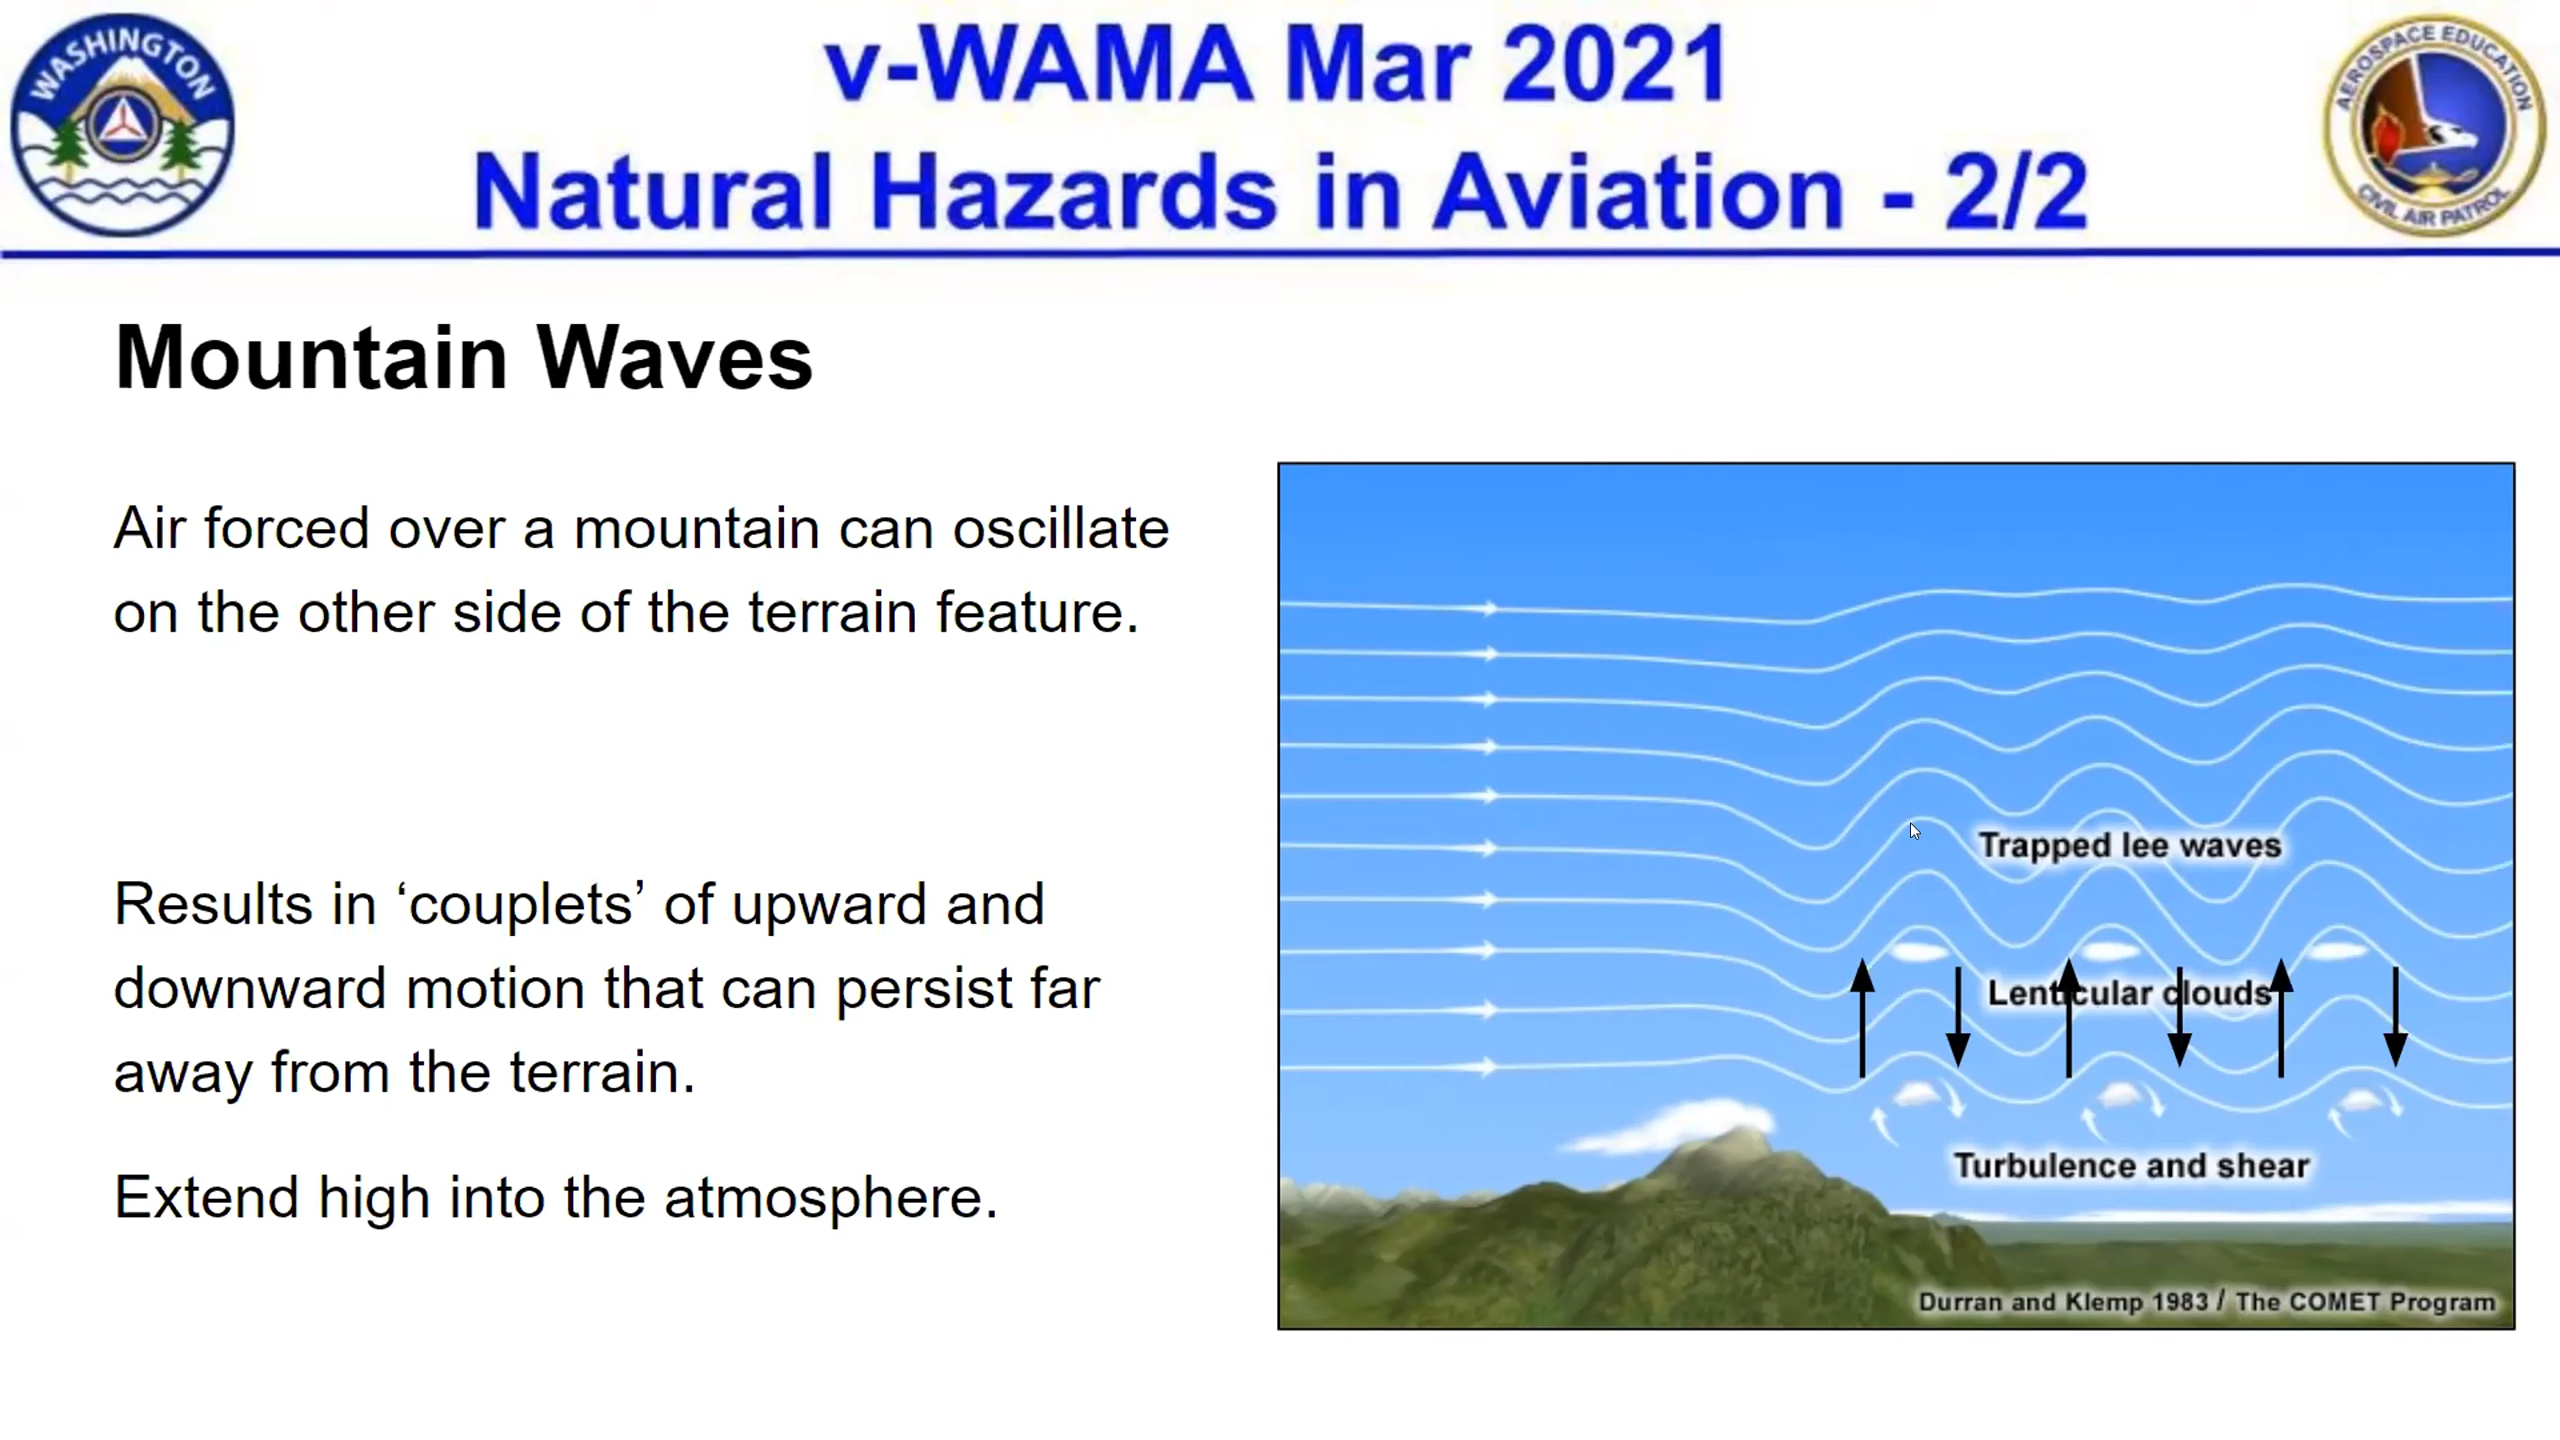 WASHINGTON
v-WAMA Mar 2021
Natural Hazards in Aviation - 2/2
AEROSPACE EDUCATION
CIVIL AIR PATROL
Mountain Waves
Air forced over a mountain can oscillate
on the other side of the terrain feature.
Results in ‘couplets’ of upward and
downward motion that can persist far
away from the terrain.
Extend high into the atmosphere.
Trapped lee waves
Lenticular clouds
Turbulence and shear
Durran and Klemp 1983 / The COMET Program